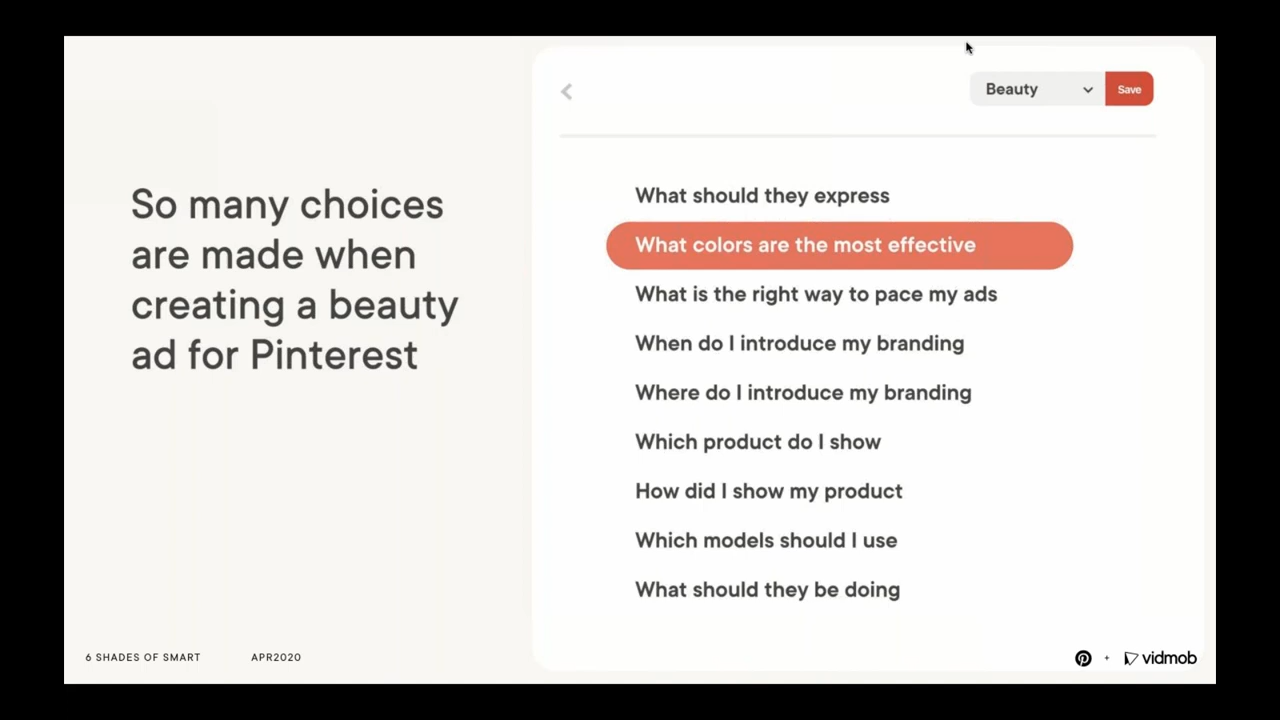 So many choices
are made when
creating a beauty
ad for Pinterest
Beauty
Save
What should they express
What colors are the most effective
What is the right way to pace my ads
When do I introduce my branding
Where do I introduce my branding
Which product do I show
How did I show my product
Which models should I use
What should they be doing
6 SHADES OF SMART
APR2020
+
vidmob